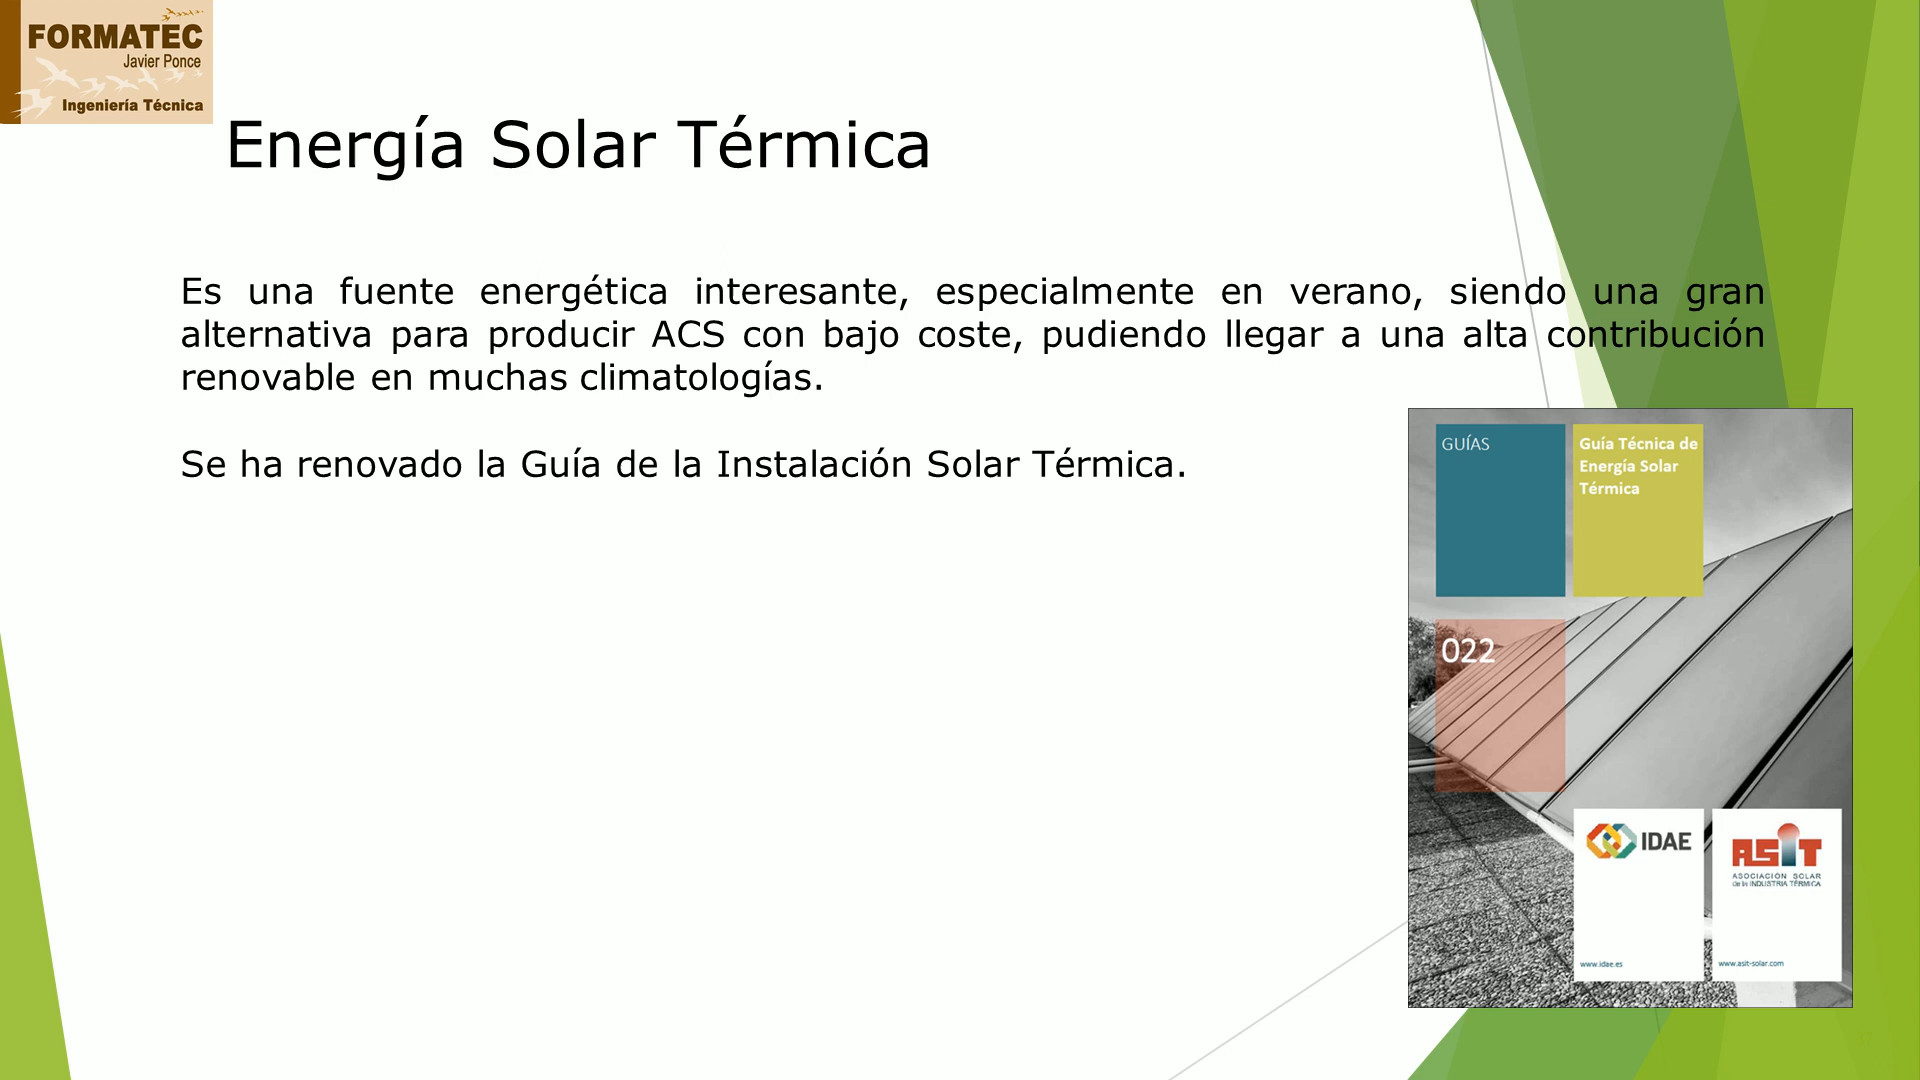 FORMATEC
Javier Ponce
Ingeniería Técnica
Energía Solar Térmica
Es una fuente energética interesante, especialmente en verano, siendo una gran
alternativa para producir ACS con bajo coste, pudiendo llegar a una alta contribución
renovable en muchas climatologías.
Se ha renovado la Guía de la Instalación Solar Térmica.
GUÍAS
Guía Técnica de
Energía Solar
Térmica
022
IDAE
www.idae.es
ASIT
ASOCIACIÓN SOLAR
de la INDUSTRIA TÉRMICA
www.asit-solar.com